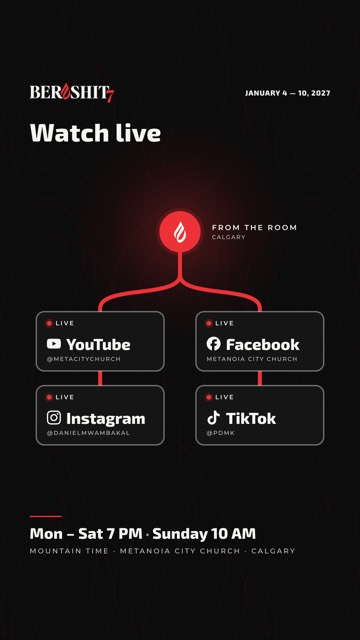 BERSHIT7
JANUARY 4 — 10, 2027
Watch live
FROM THE ROOM
CALGARY
LIVE
YouTube
@METACITYCHURCH
LIVE
Facebook
METANOIA CITY CHURCH
LIVE
Instagram
@DANIELMWAMBAKAL
LIVE
TikTok
@PDMK
Mon – Sat 7 PM · Sunday 10 AM
MOUNTAIN TIME · METANOIA CITY CHURCH · CALGARY